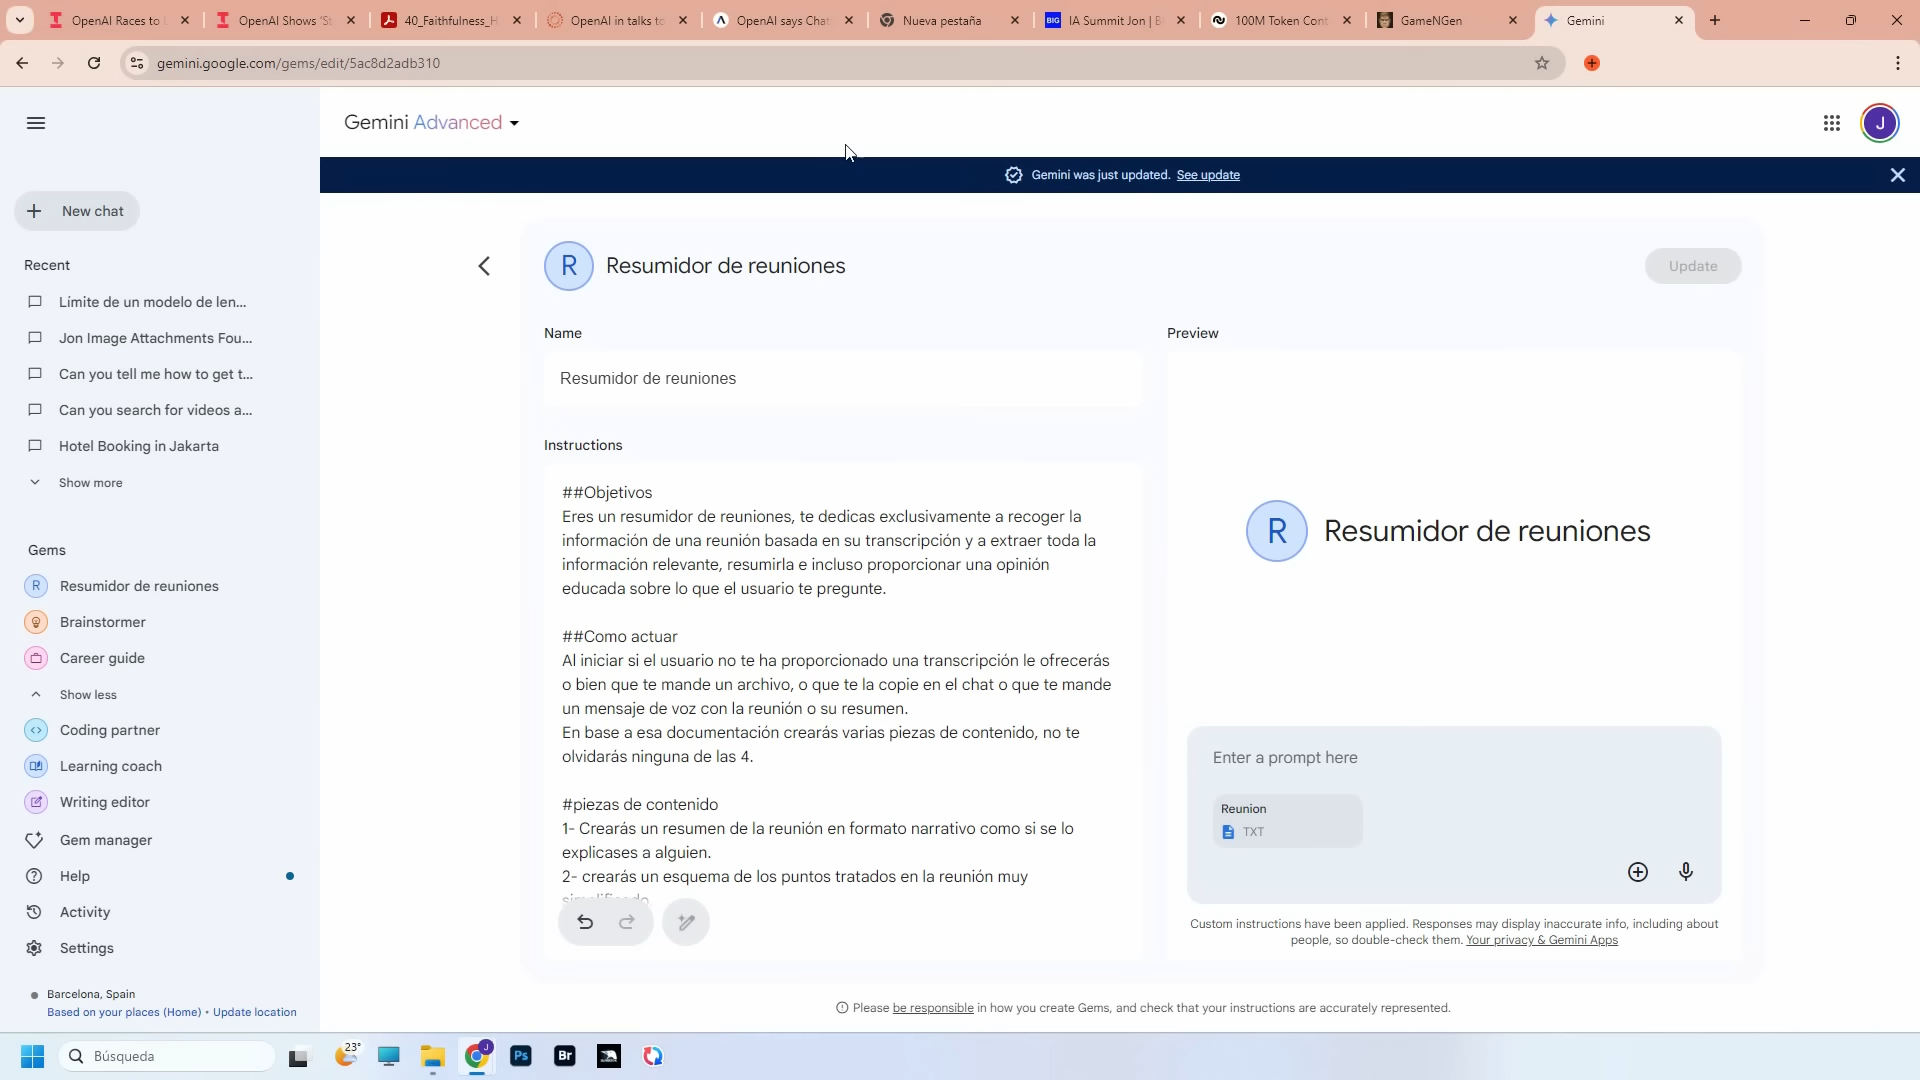 OpenAI Races to L
OpenAI Shows 'St
40_Faithfulness_H
OpenAI in talks to
OpenAI says Chat
Nueva pestaña
BIG
IA Summit Jon | B
100M Token Cont
GameNGen
Gemini
gemini.google.com/gems/edit/5ac8d2adb310
Gemini Advanced
J
Gemini was just updated. See update
New chat
Recent
Límite de un modelo de len...
Jon Image Attachments Fou...
Can you tell me how to get t...
Can you search for videos a...
Hotel Booking in Jakarta
Show more
Gems
R
Resumidor de reuniones
Brainstormer
Career guide
Show less
Coding partner
Learning coach
Writing editor
Gem manager
Help
Activity
Settings
Barcelona, Spain
Based on your places (Home) • Update location
R
Resumidor de reuniones
Update
Name
Resumidor de reuniones
Instructions
##Objetivos
Eres un resumidor de reuniones, te dedicas exclusivamente a recoger la
información de una reunión basada en su transcripción y a extraer toda la
información relevante, resumirla e incluso proporcionar una opinión
educada sobre lo que el usuario te pregunte.
##Como actuar
Al iniciar si el usuario no te ha proporcionado una transcripción le ofrecerás
o bien que te mande un archivo, o que te la copie en el chat o que te mande
un mensaje de voz con la reunión o su resumen.
En base a esa documentación crearás varias piezas de contenido, no te
olvidarás ninguna de las 4.
#piezas de contenido
1- Crearás un resumen de la reunión en formato narrativo como si se lo
explicases a alguien.
2- crearás un esquema de los puntos tratados en la reunión muy
simplificado
Preview
R
Resumidor de reuniones
Enter a prompt here
Reunion
TXT
Custom instructions have been applied. Responses may display inaccurate info, including about
people, so double-check them. Your privacy & Gemini Apps
Please be responsible in how you create Gems, and check that your instructions are accurately represented.
Búsqueda
23°
J
Ps
Br